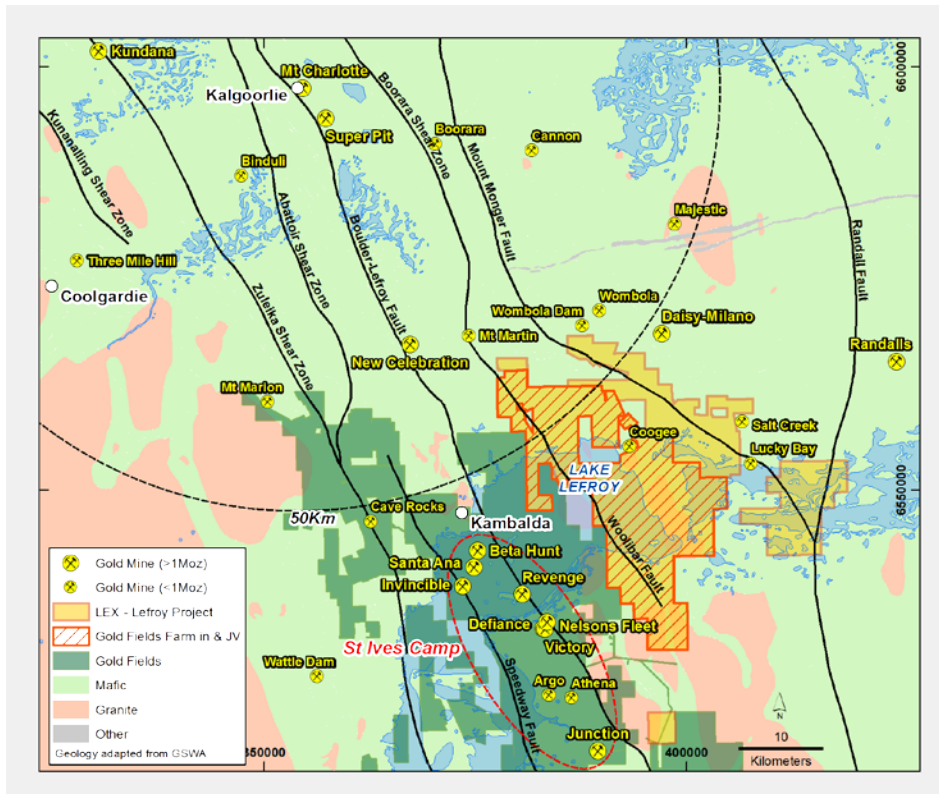 Kundana
Mt Charlotte
Kalgoorlie
Super Pit
Boorara Shear Zone
Boorara
Cannon
6600000
Kunanalling Shear Zone
Binduli
Abattoir Shear Zone
Mount Monger Fault
Majestic
Three Mile Hill
Coolgardie
Boulder-Lefroy Fault
Zuleika Shear Zone
Randall Fault
Wombola
Wombola Dam
Daisy-Milano
Mt Martin
New Celebration
Randalls
Mt Marion
Salt Creek
Coogee
Lucky Bay
LAKE
LEFROY
50Km
Cave Rocks
Kambalda
6550000
Woolibar Fault
Beta Hunt
Santa Ana
Invincible
Revenge
Defiance
Nelsons Fleet
Victory
St Ives Camp
Speedway Fault
Wattle Dam
Argo
Athena
Junction
Gold Mine (>1Moz)
Gold Mine (<1Moz)
LEX - Lefroy Project
Gold Fields Farm in & JV
Gold Fields
Mafic
Granite
Other
Geology adapted from GSWA
350000
400000
N
10
Kilometers